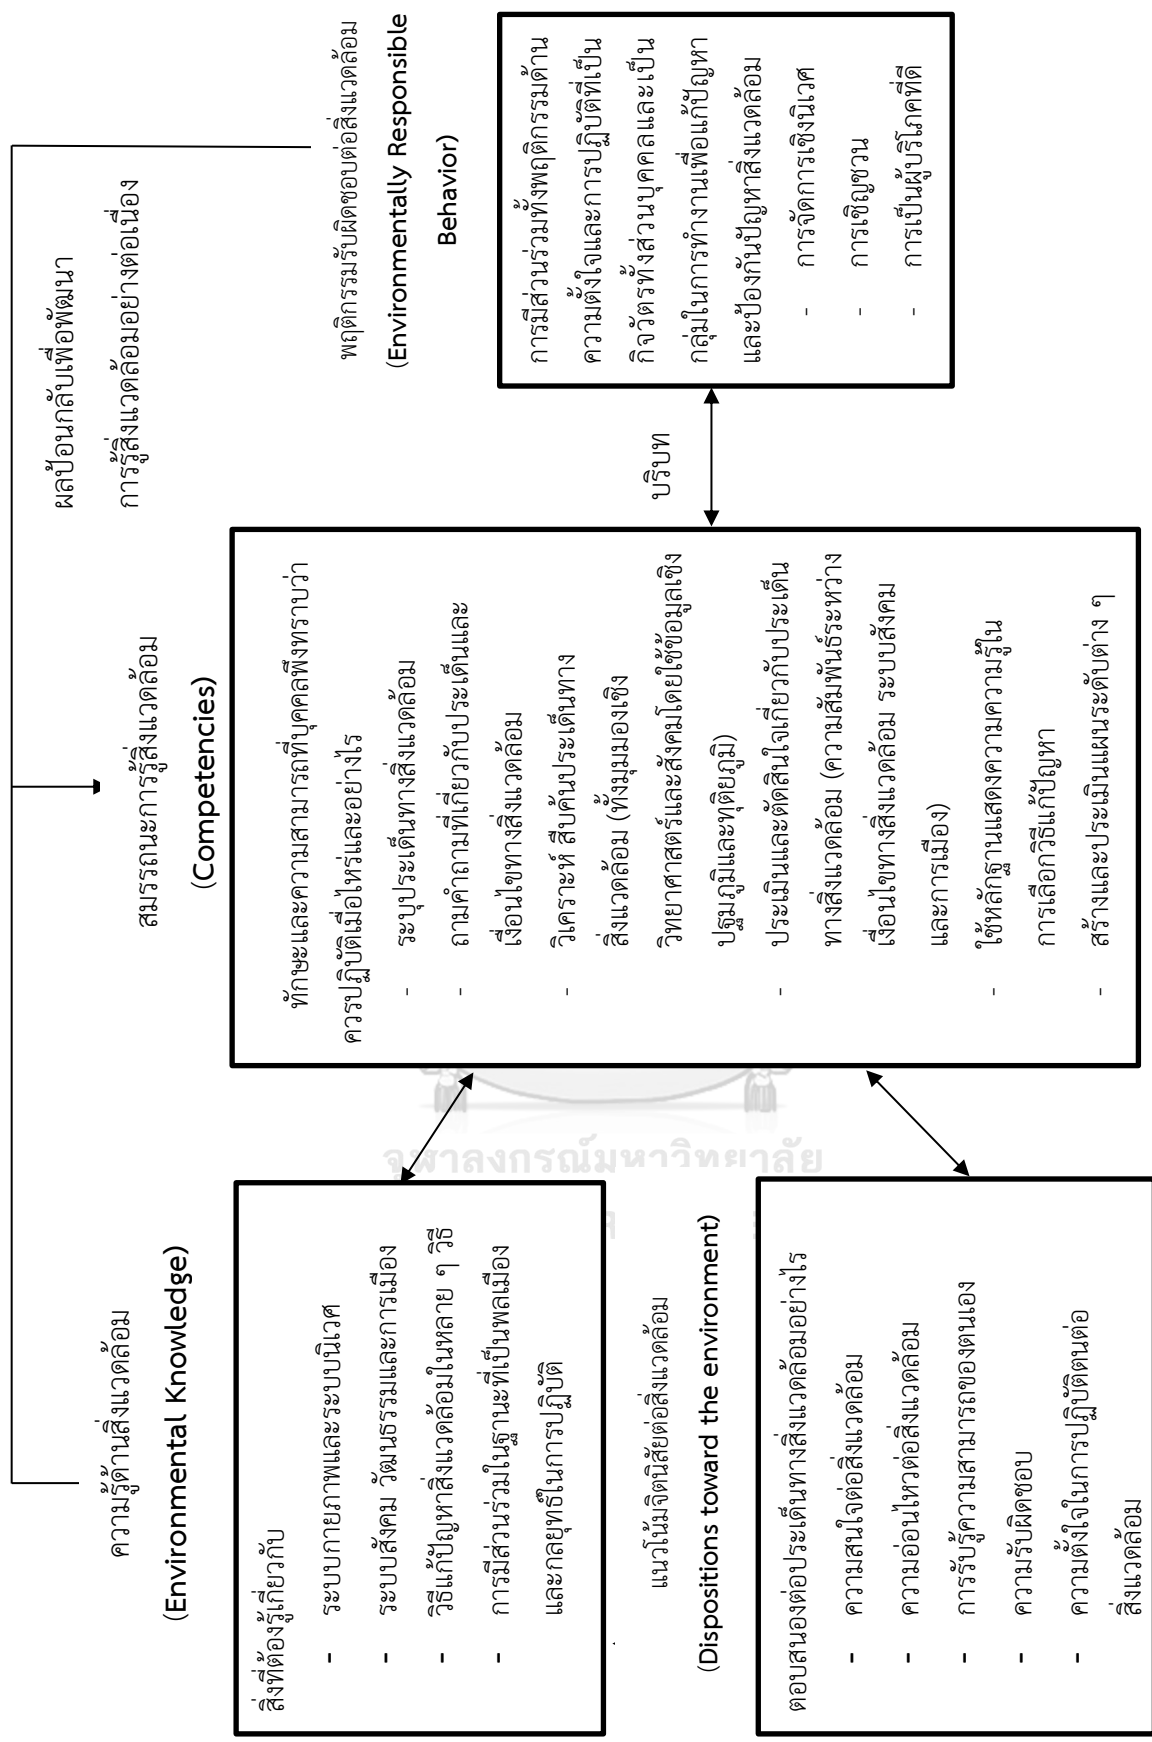 ความรู้ด้านสิ่งแวดล้อม
(Environmental Knowledge)
สิ่งที่ต้องรู้เกี่ยวกับ
- ระบบกายภาพและระบบนิเวศ
- ระบบสังคม วัฒนธรรมและการเมือง
- วิธีแก้ปัญหาสิ่งแวดล้อมในหลาย ๆ วิธี
- การมีส่วนร่วมในฐานะที่เป็นพลเมือง
และกลยุทธ์ในการปฏิบัติ
แนวโน้มจิตนิสัยต่อสิ่งแวดล้อม
(Dispositions toward the environment)
ตอบสนองต่อประเด็นทางสิ่งแวดล้อมอย่างไร
- ความสนใจต่อสิ่งแวดล้อม
- ความอ่อนไหวต่อสิ่งแวดล้อม
- การรับรู้ความสามารถของตนเอง
- ความรับผิดชอบ
- ความตั้งใจในการปฏิบัติตนต่อ
สิ่งแวดล้อม
สมรรถนะการรู้สิ่งแวดล้อม
(Competencies)
ทักษะและความสามารถที่บุคคลพึงทราบว่า
ควรปฏิบัติเมื่อไหร่และอย่างไร
- ระบุประเด็นทางสิ่งแวดล้อม
- ถามคำถามที่เกี่ยวกับประเด็นและ
เงื่อนไขทางสิ่งแวดล้อม
- วิเคราะห์ สืบค้นประเด็นทาง
สิ่งแวดล้อม (ทั้งมุมมองเชิง
วิทยาศาสตร์และสังคมโดยใช้ข้อมูลเชิง
ปฐมภูมิและทุติยภูมิ)
- ประเมินและตัดสินใจเกี่ยวกับประเด็น
ทางสิ่งแวดล้อม (ความสัมพันธ์ระหว่าง
เงื่อนไขทางสิ่งแวดล้อม ระบบสังคม
และการเมือง)
- ใช้หลักฐานแสดงความความรู้ใน
การเลือกวิธีแก้ปัญหา
- สร้างและประเมินแผนระดับต่าง ๆ
บริบท
ผลป้อนกลับเพื่อพัฒนา
การรู้สิ่งแวดล้อมอย่างต่อเนื่อง
พฤติกรรมรับผิดชอบต่อสิ่งแวดล้อม
(Environmentally Responsible
Behavior)
การมีส่วนร่วมทั้งพฤติกรรมด้าน
ความตั้งใจและการปฏิบัติที่เป็น
กิจวัตรทั้งส่วนบุคคลและเป็น
กลุ่มในการทำงานเพื่อแก้ปัญหา
และป้องกันปัญหาสิ่งแวดล้อม
- การจัดการเชิงนิเวศ
- การเชิญชวน
- การเป็นผู้บริโภคที่ดี
จุฬาลงกรณ์มหาวิทยาลัย